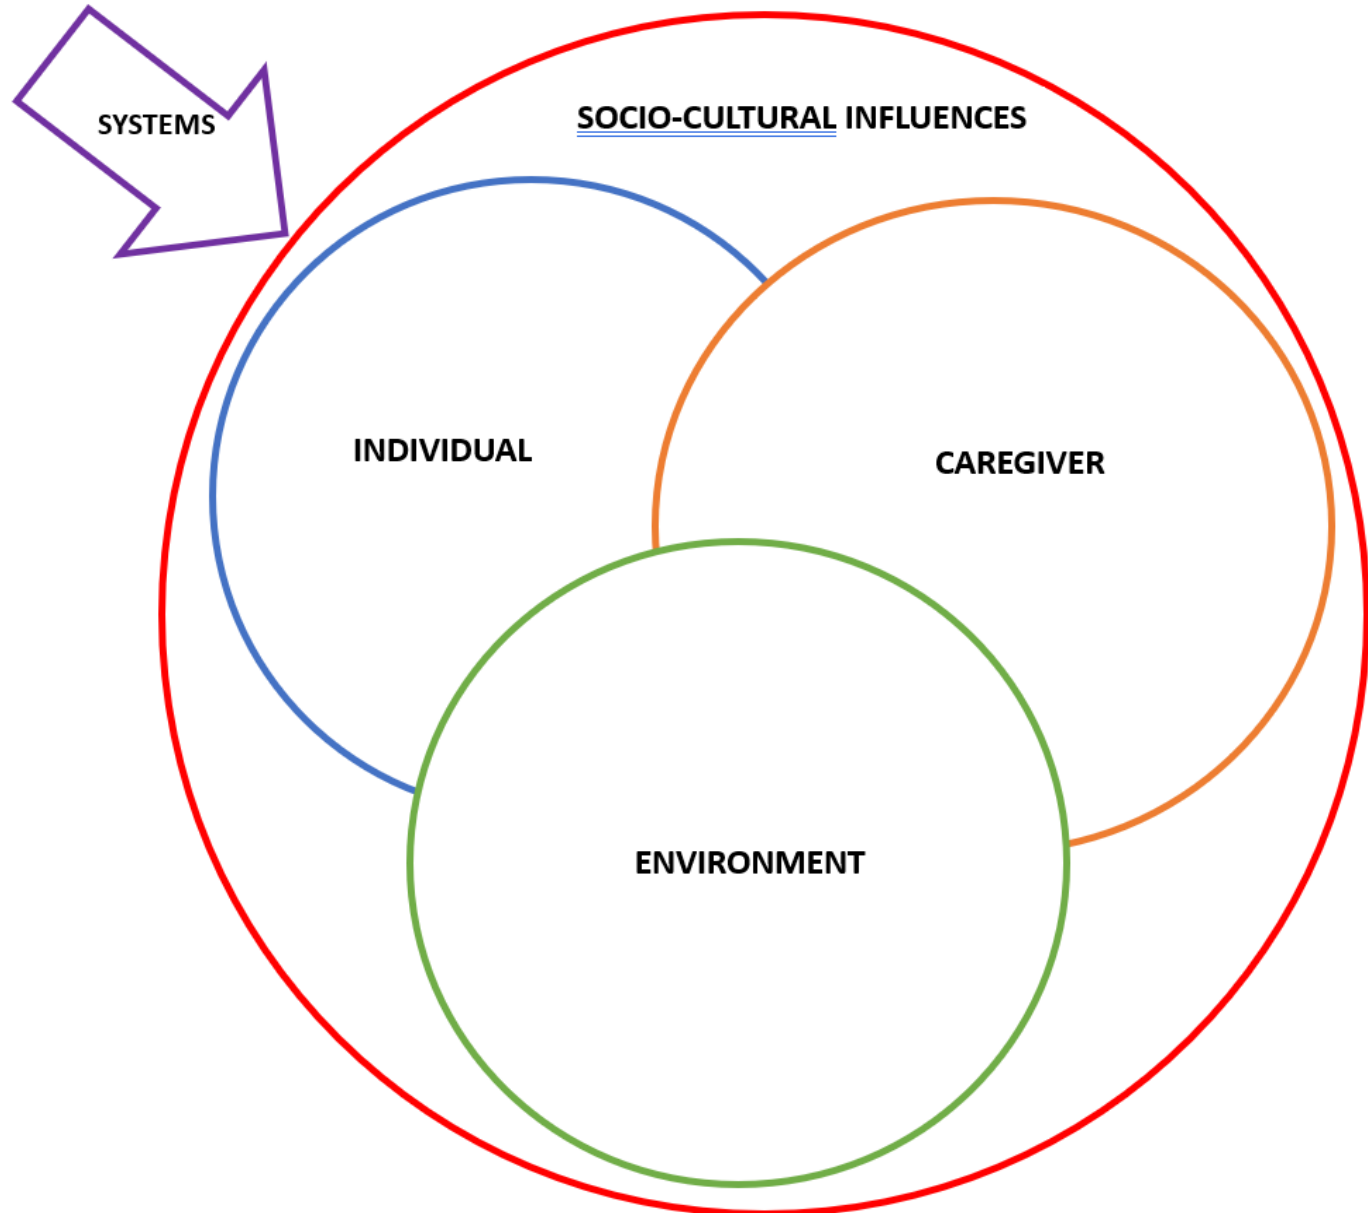 SYSTEMS
SOCIO-CULTURAL INFLUENCES
INDIVIDUAL
CAREGIVER
ENVIRONMENT